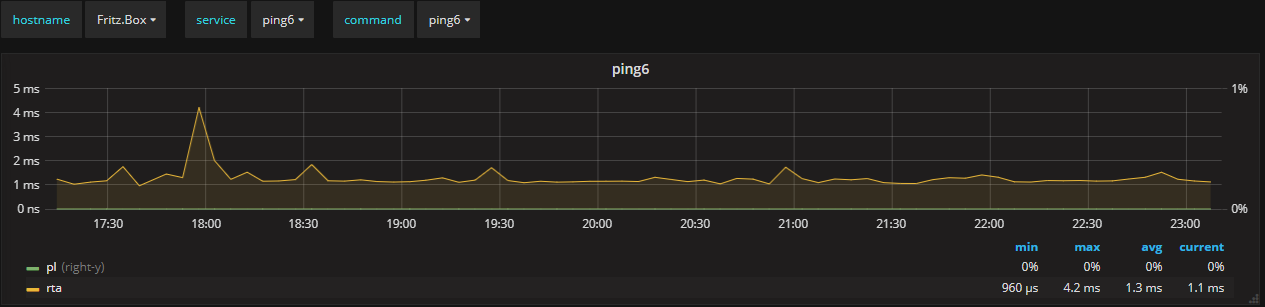 hostname Fritz.Box service ping6 command ping6
ping6
5 ms 1%
4 ms
3 ms
2 ms
1 ms
0 ns 0%
17:30 18:00 18:30 19:00 19:30 20:00 20:30 21:00 21:30 22:00 22:30 23:00
min max avg current
pl (right-y) 0% 0% 0% 0%
rta 960 µs 4.2 ms 1.3 ms 1.1 ms